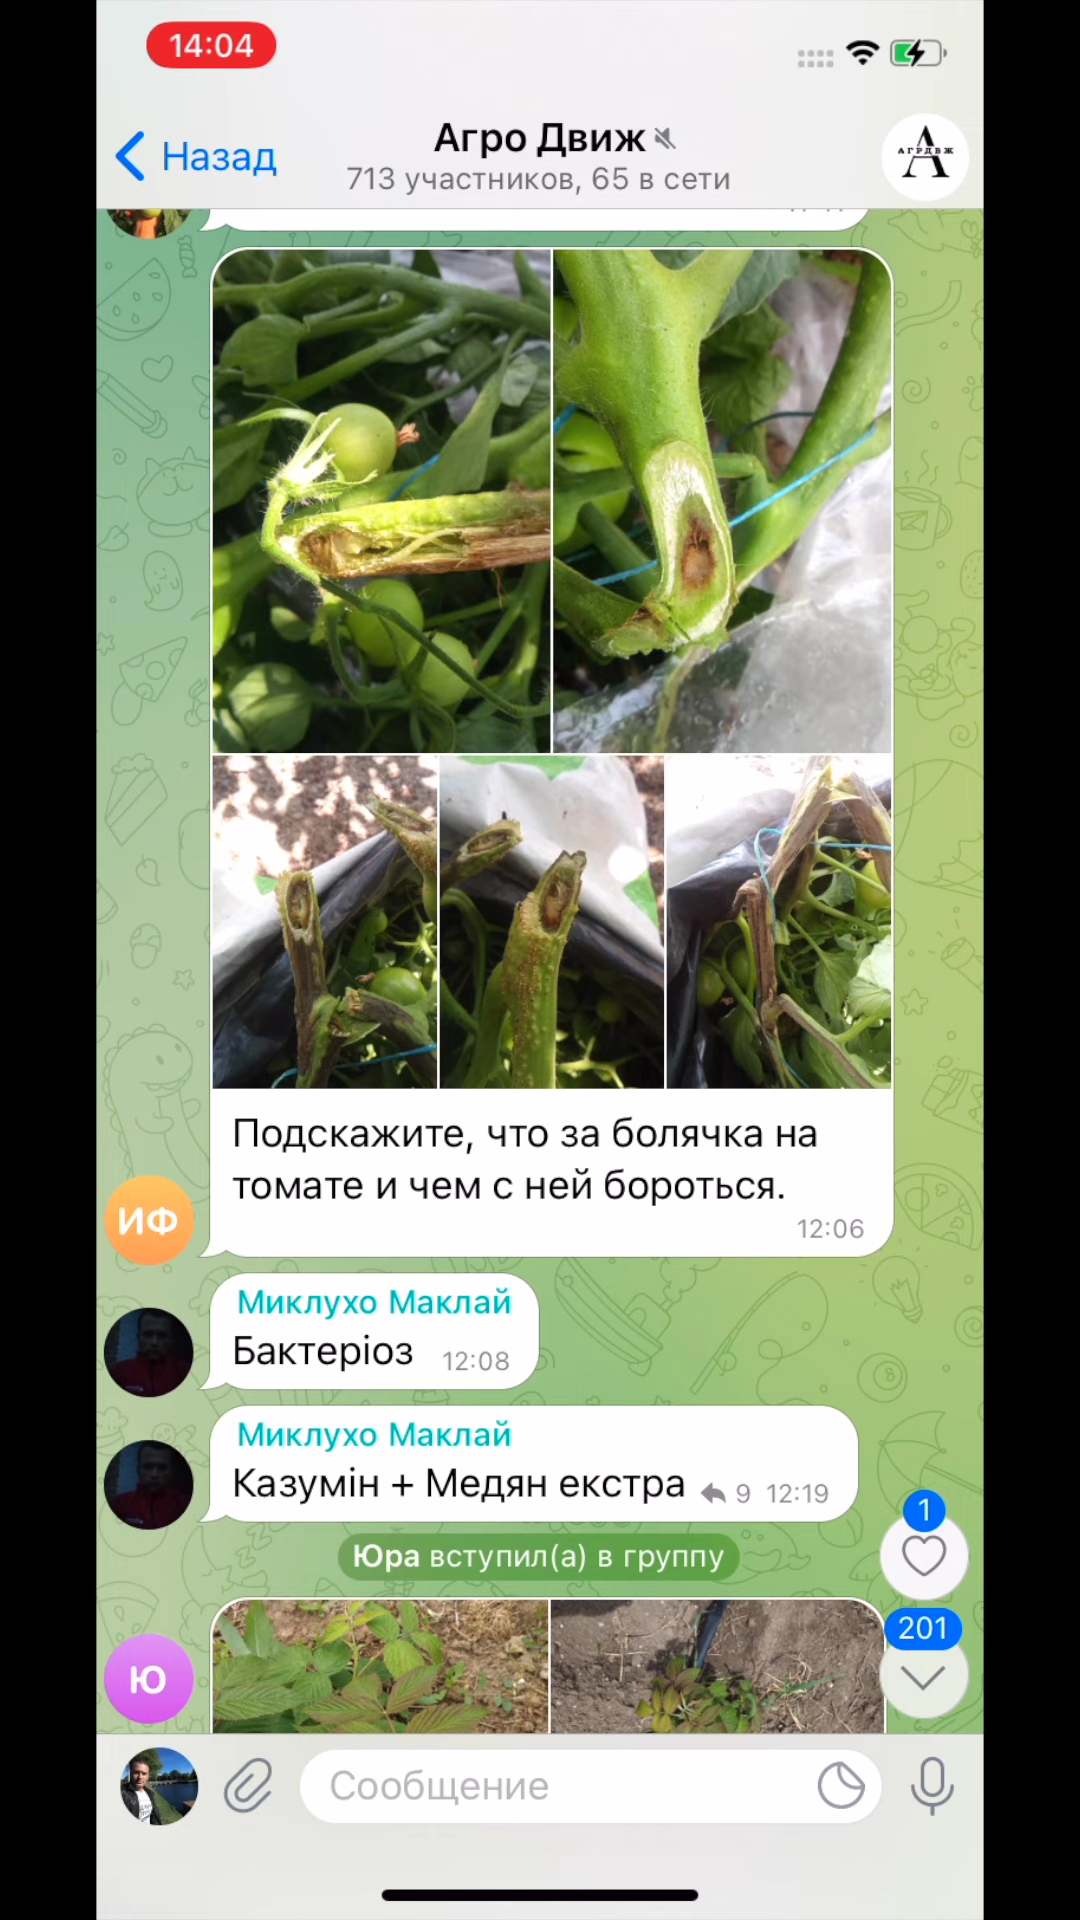 14:04
Назад
Агро Движ
713 участников, 65 в сети
А
АГРДВЖ
Подскажите, что за болячка на
томате и чем с ней бороться.
12:06
ИФ
Миклухо Маклай
Бактеріоз 12:08
Миклухо Маклай
Казумін + Медян екстра 9 12:19
1
Юра вступил(а) в группу
201
Ю
Сообщение